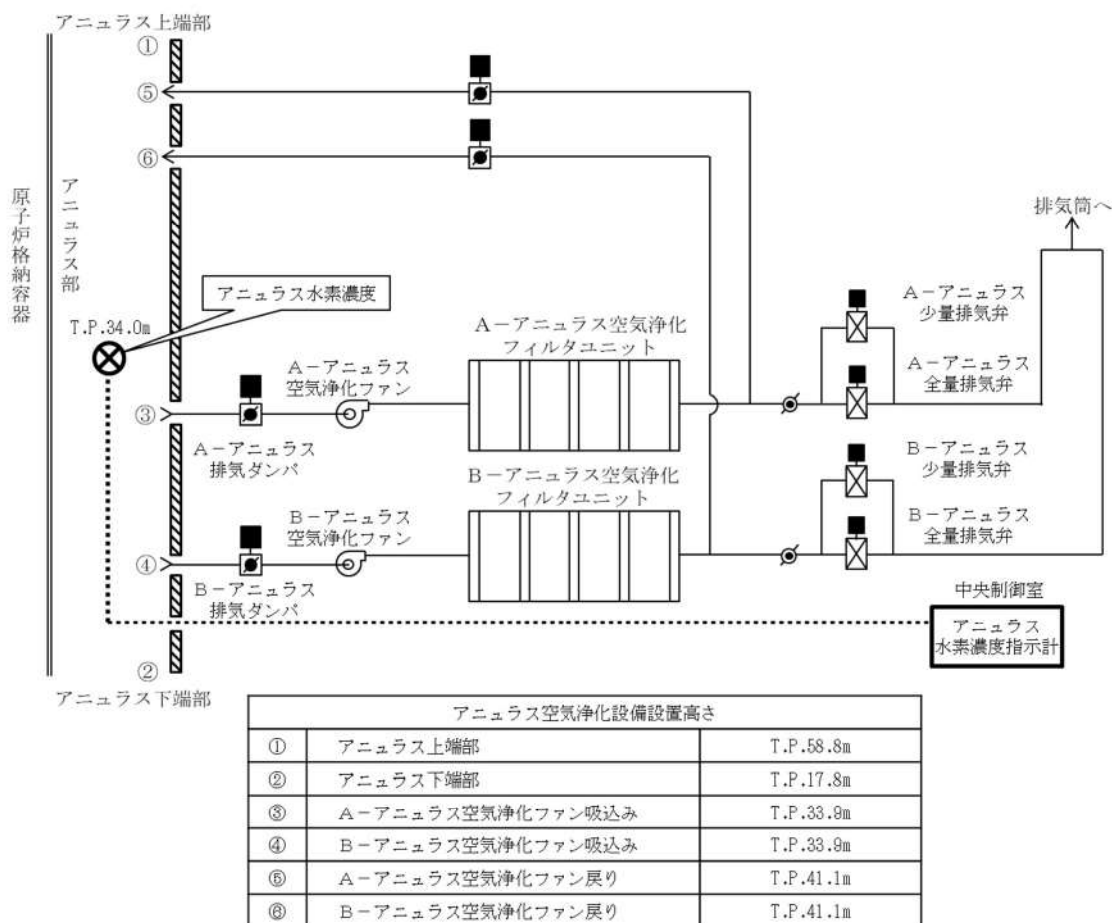 アニュラス上端部
①
⑤
⑥
原子炉格納容器
アニュラス部
排気筒へ
アニュラス水素濃度
T.P.34.0m
A-アニュラス空気浄化
フィルタユニット
A-アニュラス
少量排気弁
A-アニュラス
空気浄化ファン
A-アニュラス
全量排気弁
③
A-アニュラス
排気ダンパ
B-アニュラス空気浄化
フィルタユニット
B-アニュラス
少量排気弁
B-アニュラス
空気浄化ファン
B-アニュラス
全量排気弁
④
B-アニュラス
排気ダンパ
中央制御室
アニュラス
水素濃度指示計
②
アニュラス下端部
アニュラス空気浄化設備設置高さ
① アニュラス上端部 T.P.58.8m
② アニュラス下端部 T.P.17.8m
③ A-アニュラス空気浄化ファン吸込み T.P.33.9m
④ B-アニュラス空気浄化ファン吸込み T.P.33.9m
⑤ A-アニュラス空気浄化ファン戻り T.P.41.1m
⑥ B-アニュラス空気浄化ファン戻り T.P.41.1m